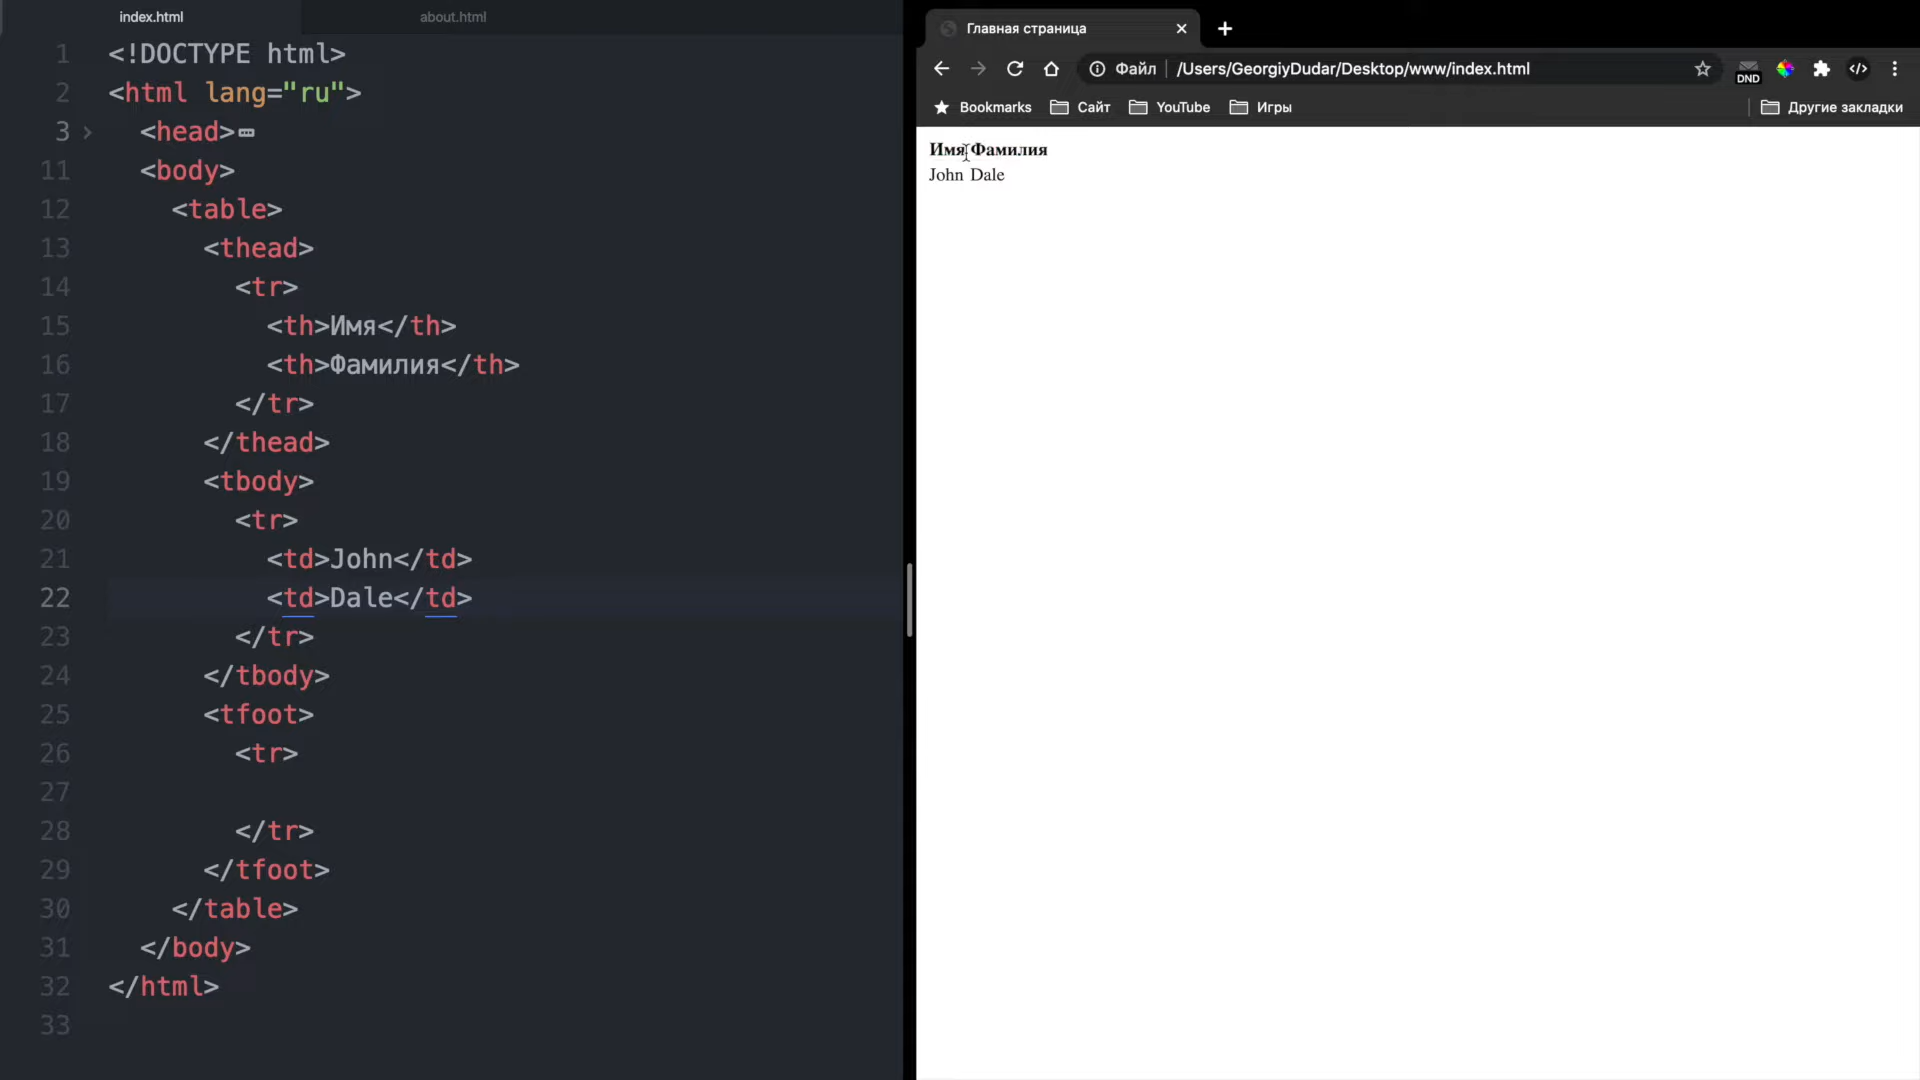 index.html
about.html
1 <!DOCTYPE html>
2 <html lang="ru">
3 <head>
11 <body>
12 <table>
13 <thead>
14 <tr>
15 <th>Имя</th>
16 <th>Фамилия</th>
17 </tr>
18 </thead>
19 <tbody>
20 <tr>
21 <td>John</td>
22 <td>Dale</td>
23 </tr>
24 </tbody>
25 <tfoot>
26 <tr>
27
28 </tr>
29 </tfoot>
30 </table>
31 </body>
32 </html>
33
Главная страница
Файл /Users/GeorgiyDudar/Desktop/www/index.html
DND
Bookmarks Сайт YouTube Игры Другие закладки
Имя Фамилия
John Dale